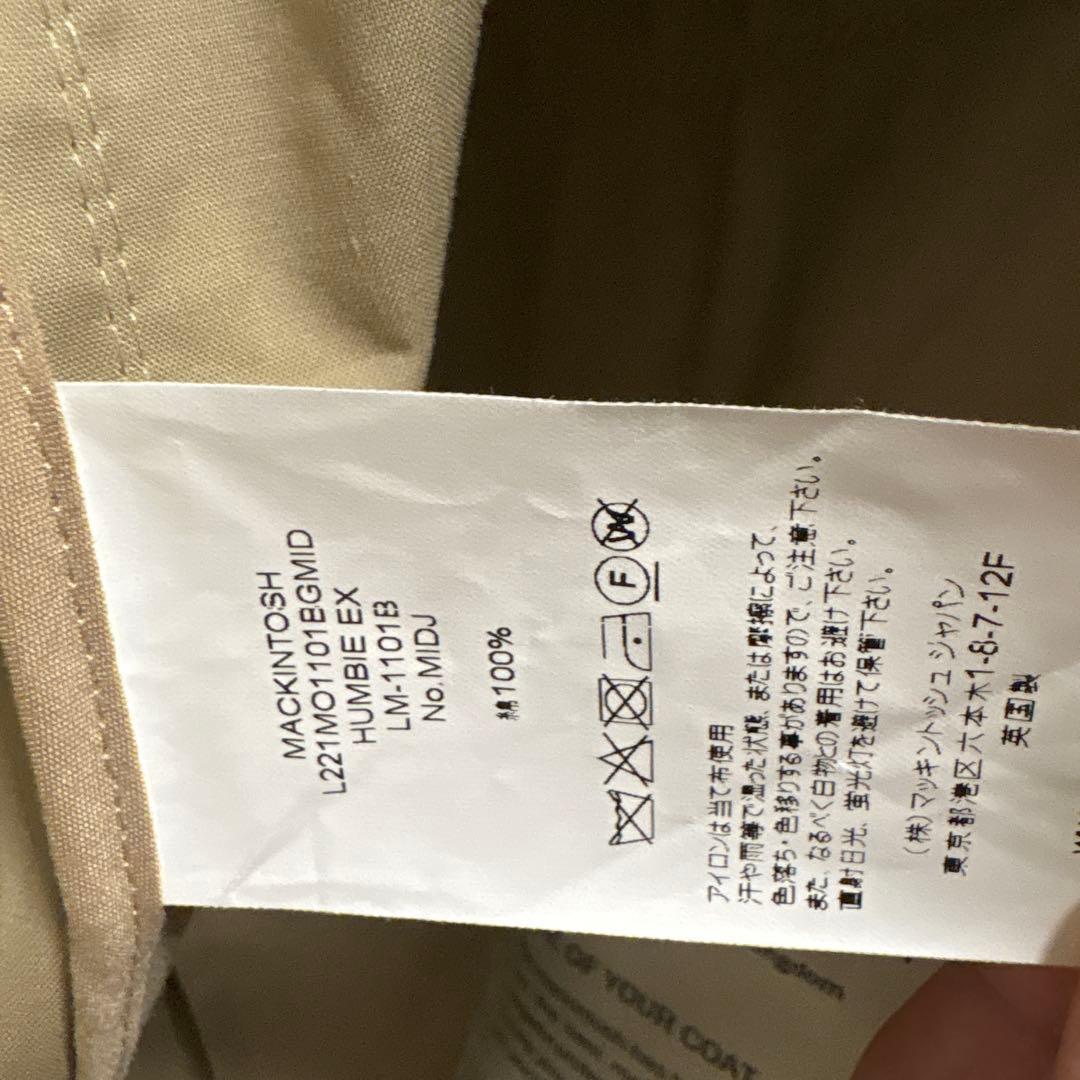 MACKINTOSH
L221MO1101BGMID
HUMBIE EX
LM-1101B
No.MIDJ
綿100%
F W
アイロンは当て布使用
汗や雨等で湿った状態、または摩擦によって、
色落ち・色移りする事がありますので、ご注意下さい。
また、なるべく白物との着用はお避け下さい。
直射日光、蛍光灯を避けて保管下さい。
(株)マッキントッシュ ジャパン
東京都港区六本木1-8-7-12F
英国製
OF YOUR COAT